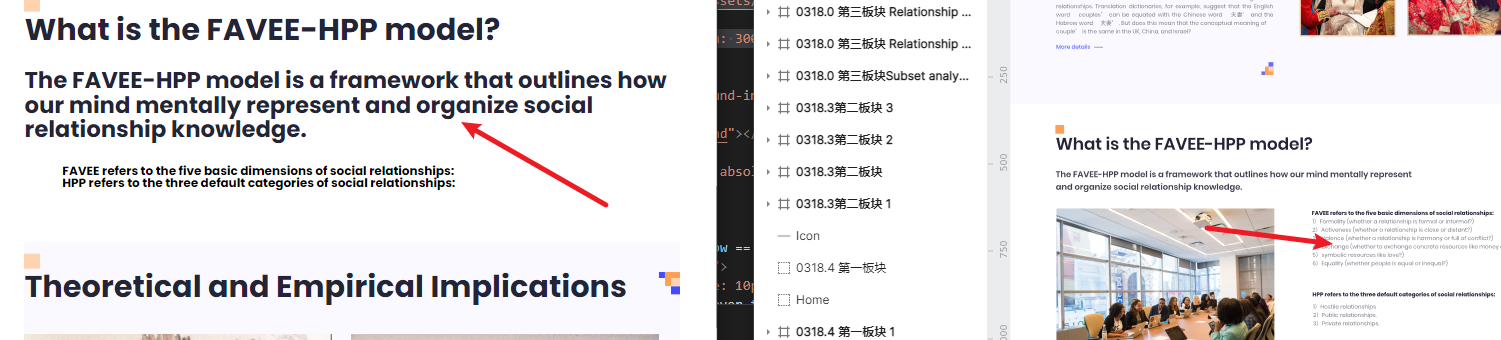 What is the FAVEE-HPP model?
The FAVEE-HPP model is a framework that outlines how
our mind mentally represent and organize social
relationship knowledge.
FAVEE refers to the five basic dimensions of social relationships:
HPP refers to the three default categories of social relationships:
Theoretical and Empirical Implications
: 300
und-in
d"></
absol
ow ==
">
e: 10p
0318.0 第三板块 Relationship ...
0318.0 第三板块 Relationship ...
0318.0 第三板块Subset analy...
0318.3第二板块 3
0318.3第二板块 2
0318.3第二板块
0318.3第二板块 1
Icon
0318.4 第一板块
Home
0318.4 第一板块 1
250
500
750
relationships. Translation dictionaries, for example, suggest that the English
word couples' can be equated with the Chinese word 夫妻' and the
Hebrew word 夫妻'. But does this mean that the conceptual meaning of
couple' is the same in the UK, China, and Israel?
More details
What is the FAVEE-HPP model?
The FAVEE-HPP model is a framework that outlines how our mind mentally represent
and organize social relationship knowledge.
FAVEE refers to the five basic dimensions of social relationships:
1) Formality (whether a relationship is formal or informal?)
2) Activeness (whether a relationship is close or distant?)
(whether a relationship is harmony or full of conflict?)
(whether to exchange concrete resources like money
5) symbolic resources like love?)
6) Equality (whether people is equal or inequal?)
HPP refers to the three default categories of social relationships:
1) Hostile relationships.
2) Public relationships.
3) Private relationships.